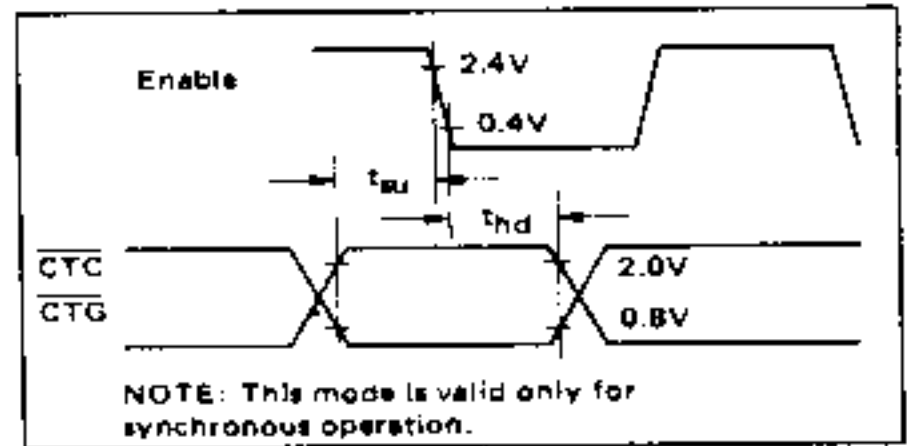 Enable
2.4V
0.4V
tsu
thd
CTC
2.0V
CTG
0.8V
NOTE: This mode is valid only for
synchronous operation.